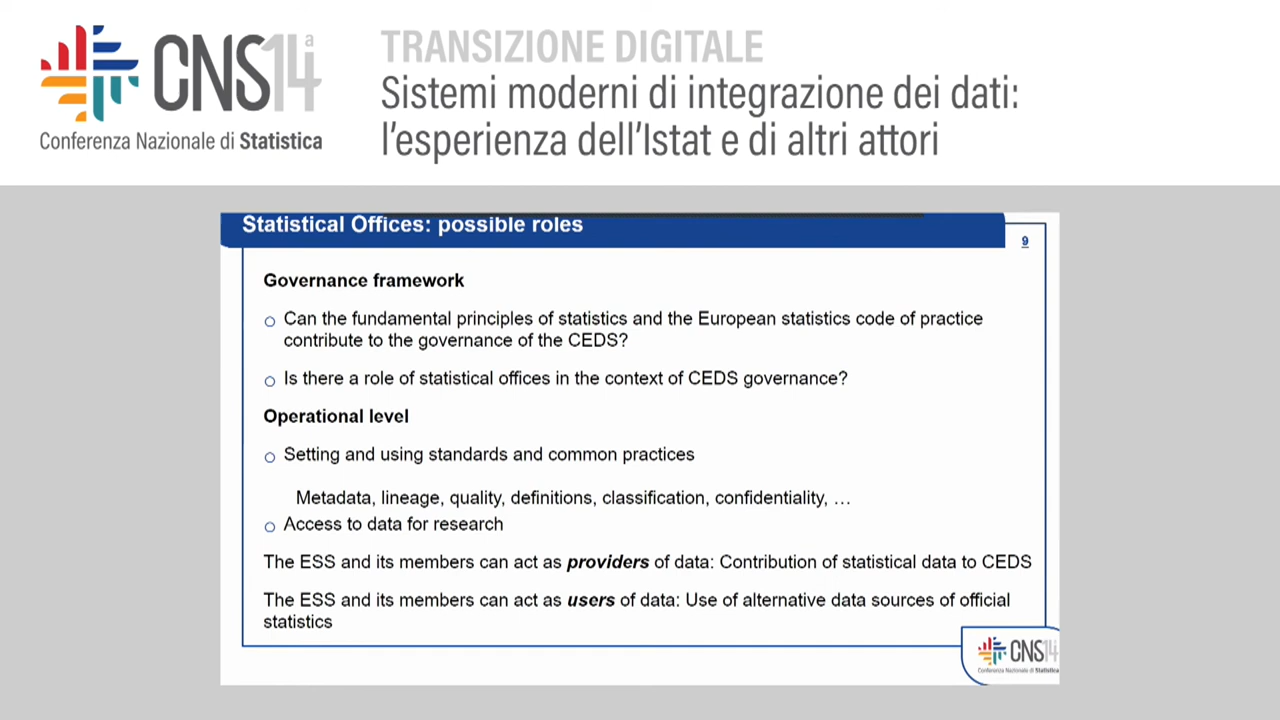 CNS14ª
Conferenza Nazionale di Statistica
TRANSIZIONE DIGITALE
Sistemi moderni di integrazione dei dati:
l'esperienza dell'Istat e di altri attori
Statistical Offices: possible roles
9
Governance framework
Can the fundamental principles of statistics and the European statistics code of practice
contribute to the governance of the CEDS?
Is there a role of statistical offices in the context of CEDS governance?
Operational level
Setting and using standards and common practices
Metadata, lineage, quality, definitions, classification, confidentiality, …
Access to data for research
The ESS and its members can act as providers of data: Contribution of statistical data to CEDS
The ESS and its members can act as users of data: Use of alternative data sources of official
statistics
CNS14
Conferenza Nazionale di Statistica